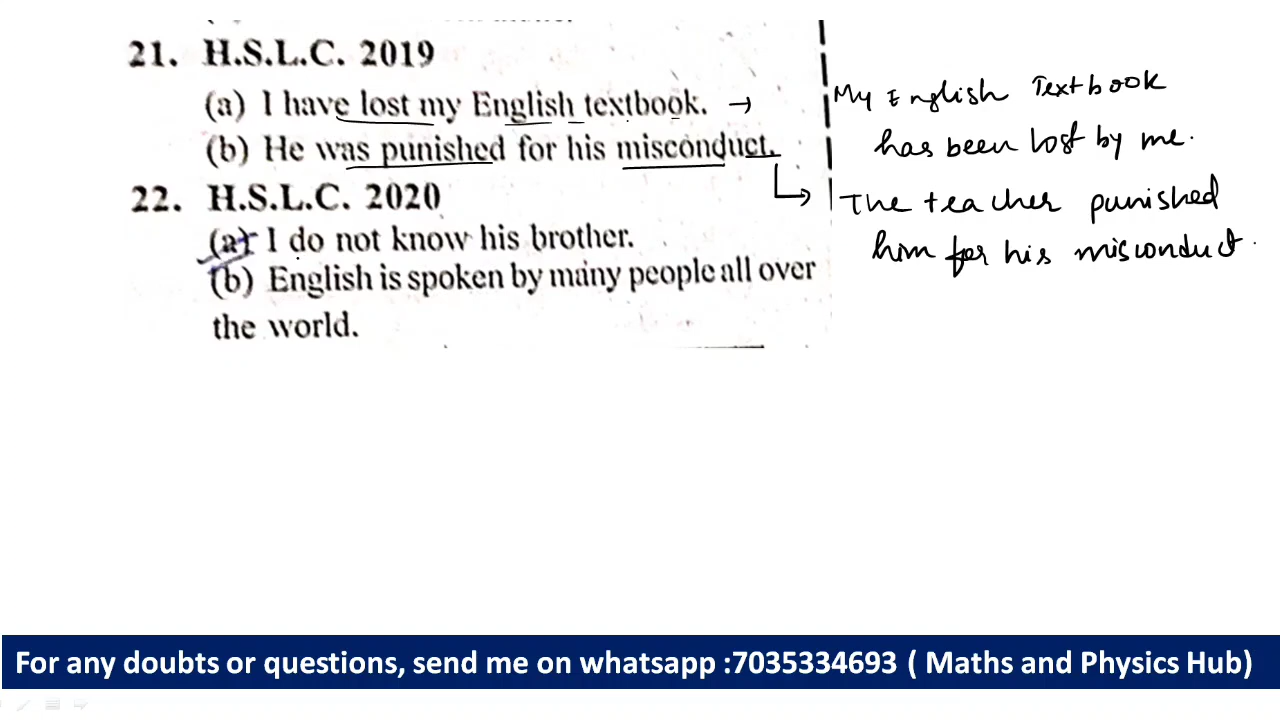 21. H.S.L.C. 2019
(a) I have lost my English textbook. →
(b) He was punished for his misconduct.
22. H.S.L.C. 2020
(a) I do not know his brother.
(b) English is spoken by many people all over
the world.
My English Textbook
has been lost by me.
The teacher punished
him for his misconduct.
For any doubts or questions, send me on whatsapp :7035334693 ( Maths and Physics Hub)